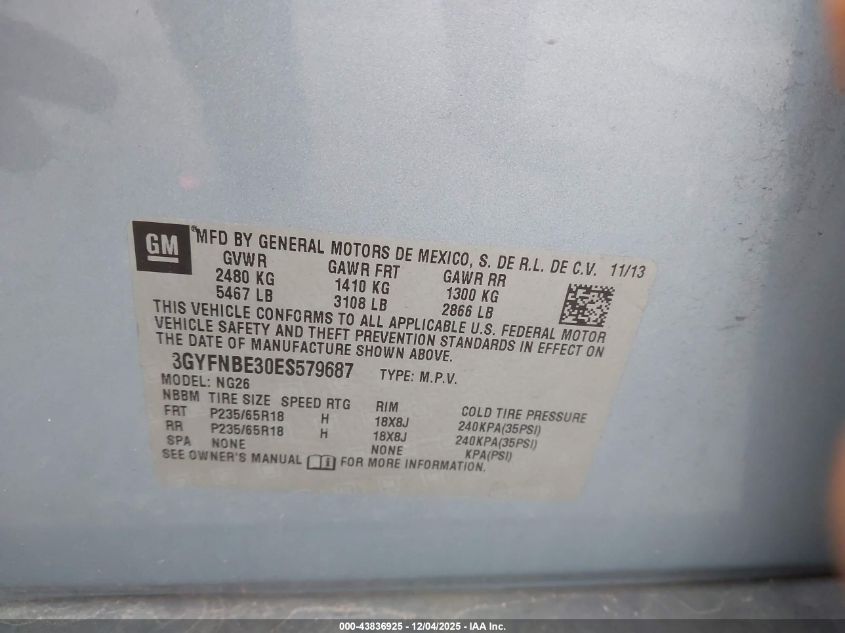 GM
®MFD BY GENERAL MOTORS DE MEXICO, S. DE R.L. DE C.V. 11/13
GVWR GAWR FRT GAWR RR
2480 KG 1410 KG 1300 KG
5467 LB 3108 LB 2866 LB
THIS VEHICLE CONFORMS TO ALL APPLICABLE U.S. FEDERAL MOTOR
VEHICLE SAFETY AND THEFT PREVENTION STANDARDS IN EFFECT ON
THE DATE OF MANUFACTURE SHOWN ABOVE.
3GYFNBE30ES579687 TYPE: M.P.V.
MODEL: NG26
NBBM TIRE SIZE SPEED RTG RIM COLD TIRE PRESSURE
FRT P235/65R18 H 18X8J 240KPA(35PSI)
RR P235/65R18 H 18X8J 240KPA(35PSI)
SPA NONE NONE KPA(PSI)
SEE OWNER'S MANUAL FOR MORE INFORMATION.
000-43836925 - 12/04/2025 - IAA Inc.